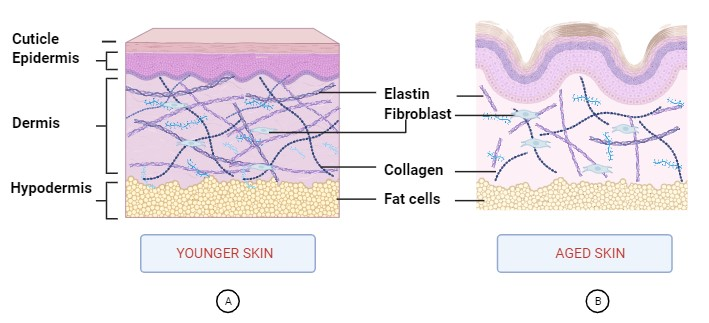 Cuticle
Epidermis
Dermis
Hypodermis
Elastin
Fibroblast
Collagen
Fat cells
YOUNGER SKIN
AGED SKIN
A
B